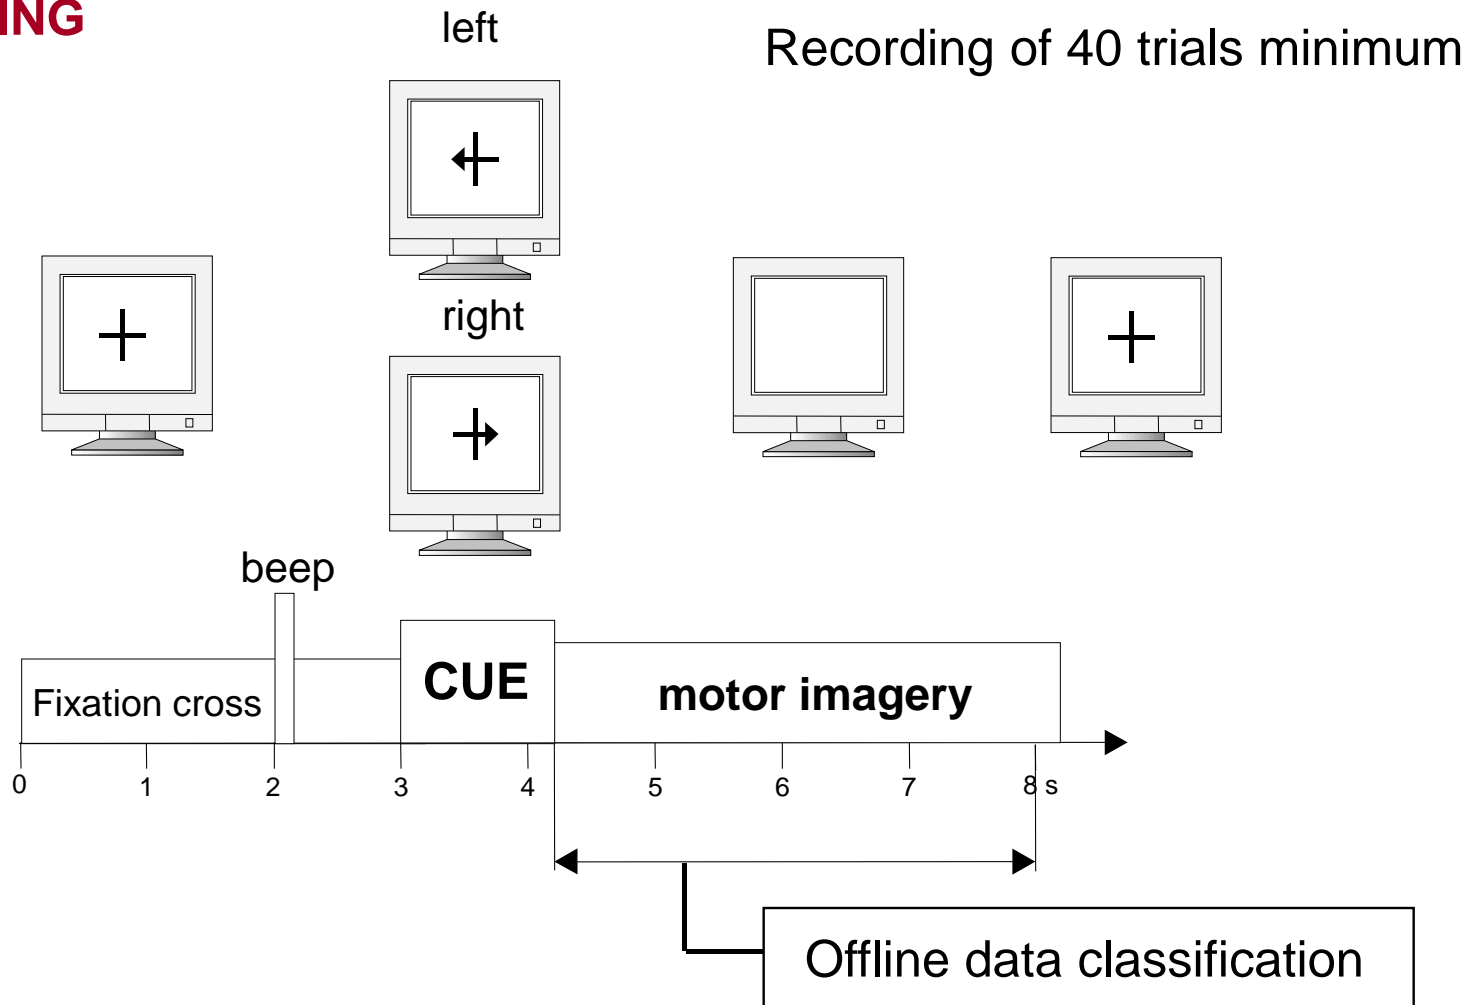 left
Recording of 40 trials minimum
right
beep
Fixation cross
CUE
motor imagery
0 1 2 3 4 5 6 7 8 s
Offline data classification